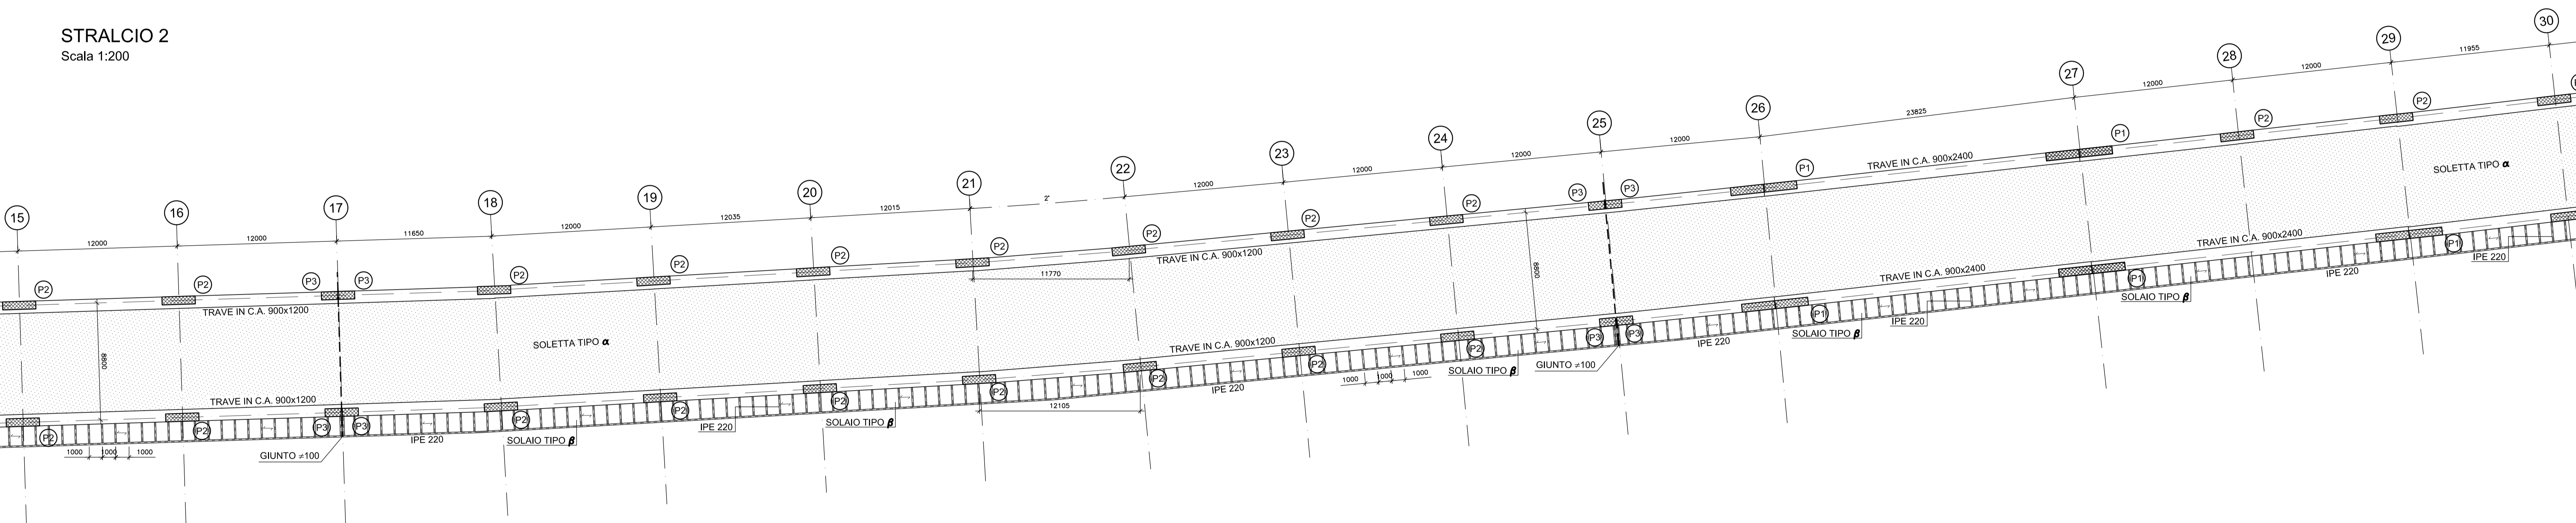 STRALCIO 2
Scala 1:200
15
16
17
18
19
20
21
22
23
24
25
26
27
28
29
30
12000
12000
11650
12000
12035
12015
2'
12000
12000
12000
12000
23825
12000
12000
11955
P2
P2
P3
P3
P2
P2
P2
P2
P2
P2
P2
P3
P3
P1
P1
P2
P2
TRAVE IN C.A. 900x1200
TRAVE IN C.A. 900x1200
TRAVE IN C.A. 900x2400
11770
8800
8800
SOLETTA TIPO α
SOLETTA TIPO α
TRAVE IN C.A. 900x1200
TRAVE IN C.A. 900x1200
TRAVE IN C.A. 900x2400
TRAVE IN C.A. 900x2400
P2
P2
P3
P3
P2
P2
P2
P2
P2
P2
P2
P3
P3
P1
P1
P1
1000
1000
1000
GIUNTO ≠100
IPE 220
SOLAIO TIPO β
IPE 220
SOLAIO TIPO β
12105
IPE 220
1000
1000
1000
SOLAIO TIPO β
GIUNTO ≠100
IPE 220
SOLAIO TIPO β
IPE 220
SOLAIO TIPO β
IPE 220
IPE 220